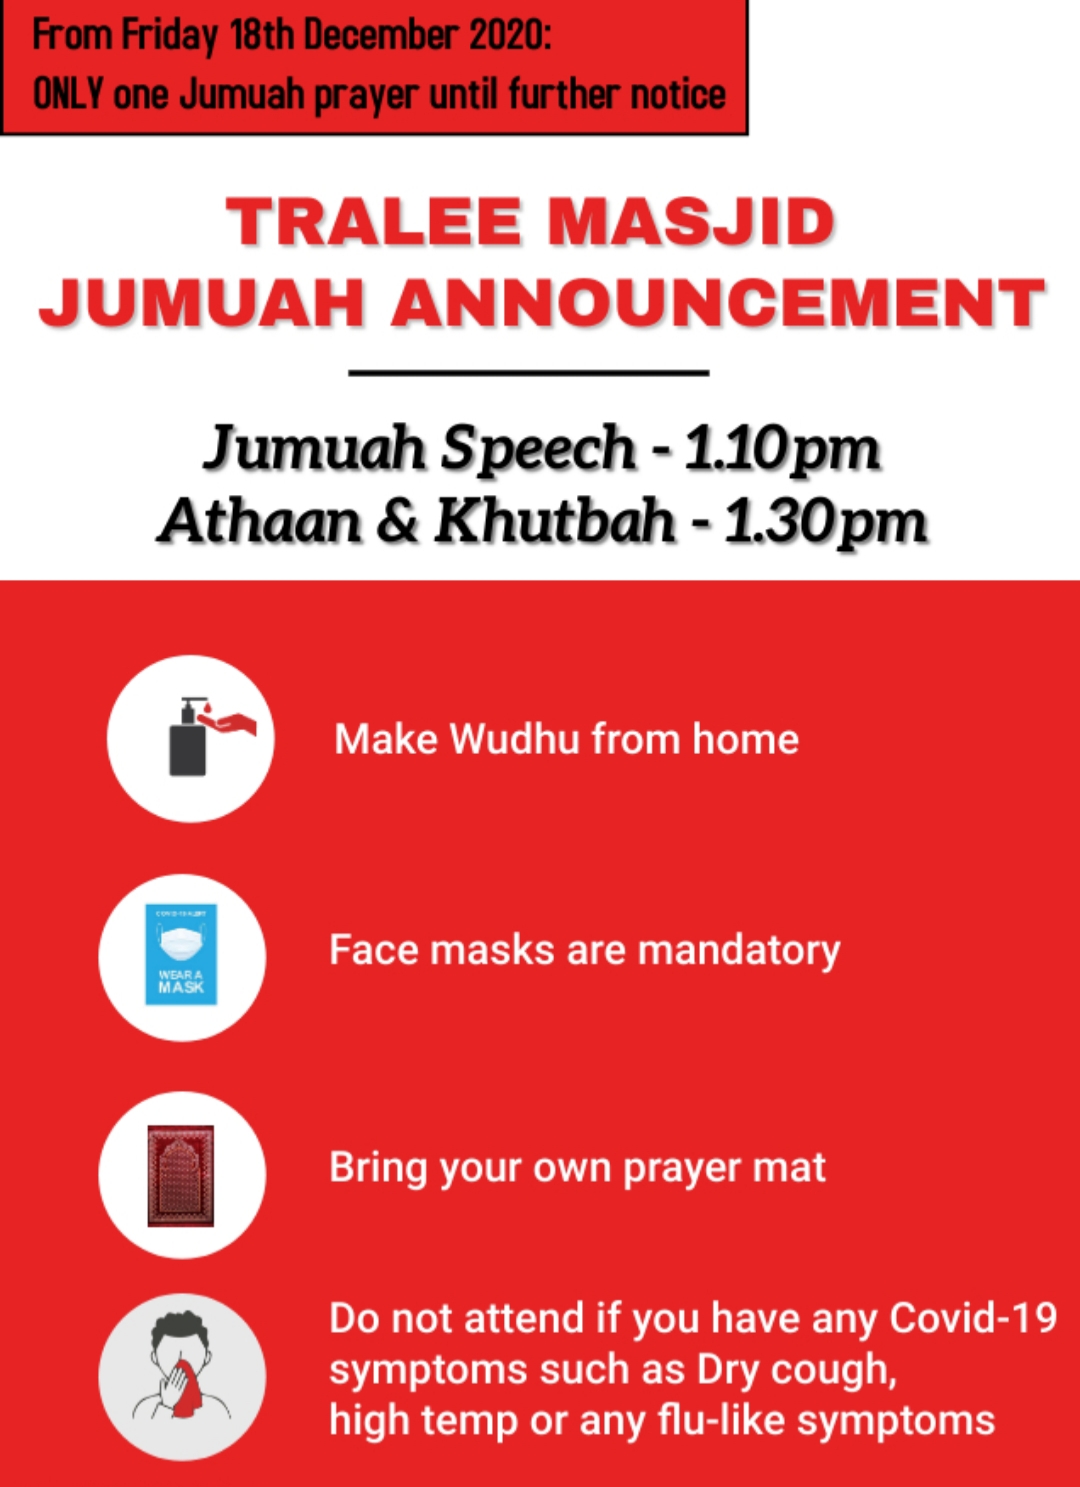 From Friday 18th December 2020:
ONLY one Jumuah prayer until further notice
TRALEE MASJID
JUMUAH ANNOUNCEMENT
Jumuah Speech - 1.10pm
Athaan & Khutbah - 1.30pm
Make Wudhu from home
COVID-19 ALERT
WEAR A
MASK
Face masks are mandatory
Bring your own prayer mat
Do not attend if you have any Covid-19
symptoms such as Dry cough,
high temp or any flu-like symptoms